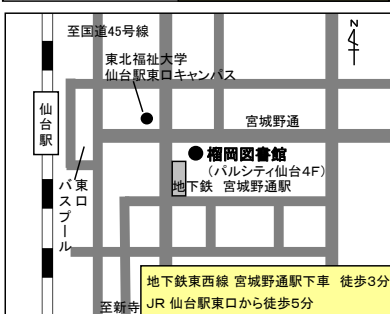 至国道45号線
N
東北福祉大学
仙台駅東口キャンパス
仙台駅
宮城野通
榴岡図書館
(パルシティ仙台4F)
地下鉄 宮城野通駅
東口
バスプール
至新寺
地下鉄東西線 宮城野通駅下車 徒歩3分
JR 仙台駅東口から徒歩5分